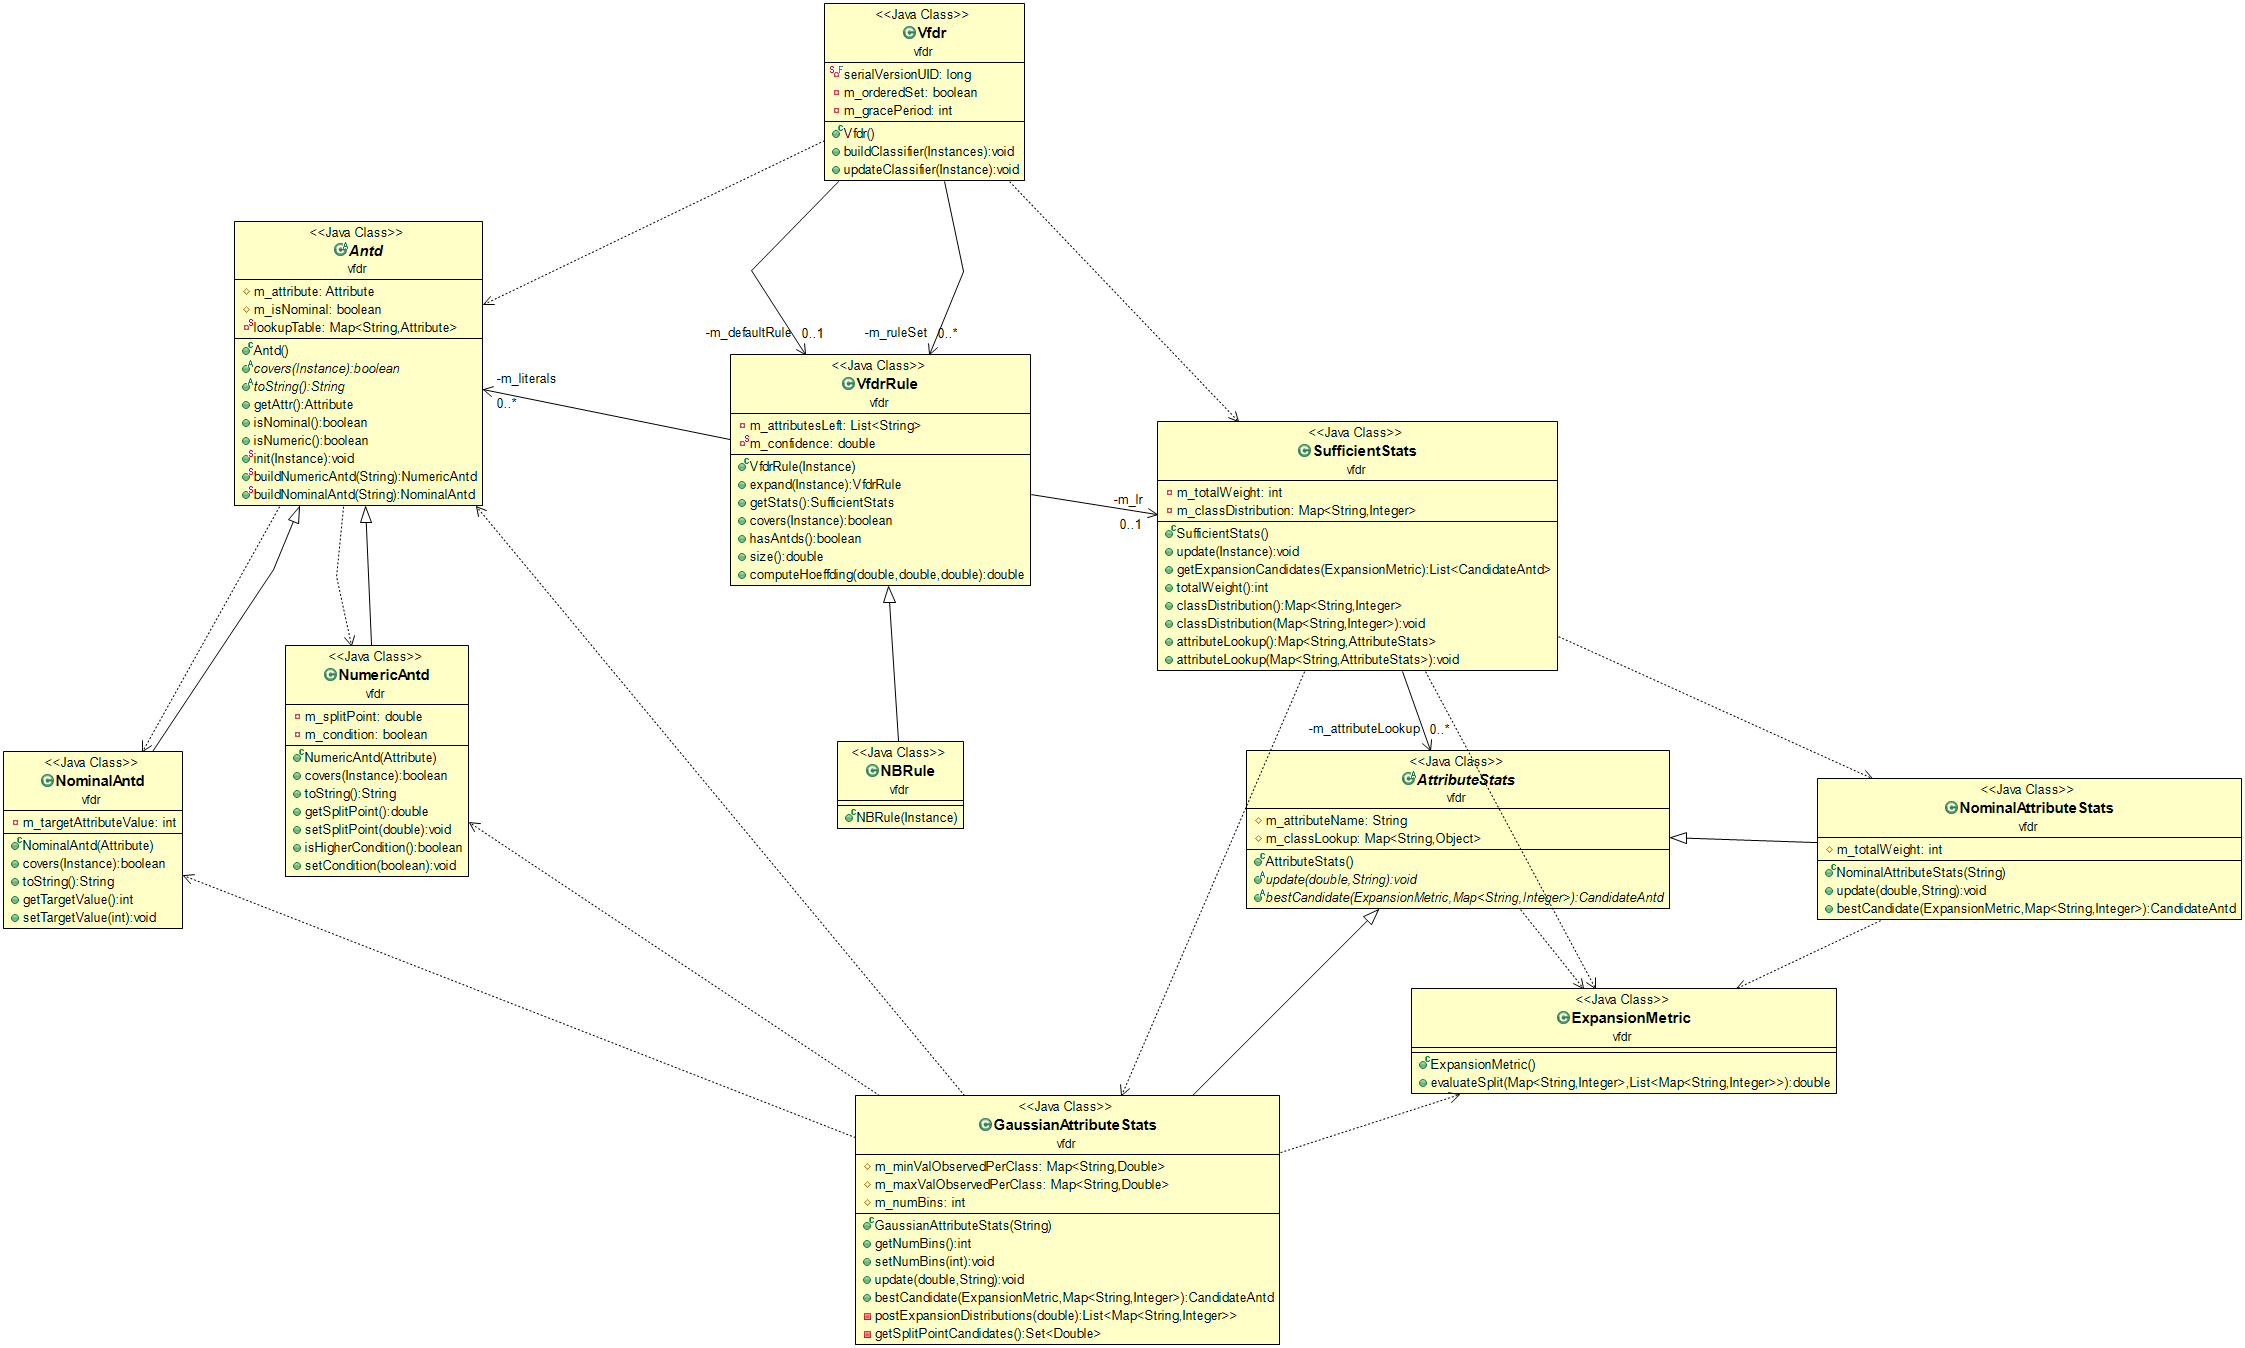 <<Java Class>>
Vfdr
vfdr
serialVersionUID: long
m_orderedSet: boolean
m_gracePeriod: int
Vfdr()
buildClassifier(Instances):void
updateClassifier(Instance):void
<<Java Class>>
Antd
vfdr
m_attribute: Attribute
m_isNominal: boolean
lookupTable: Map<String,Attribute>
Antd()
covers(Instance):boolean
toString():String
getAttr():Attribute
isNominal():boolean
isNumeric():boolean
init(Instance):void
buildNumericAntd(String):NumericAntd
buildNominalAntd(String):NominalAntd
-m_defaultRule 0..1
-m_ruleSet 0..*
-m_literals
0..*
<<Java Class>>
VfdrRule
vfdr
m_attributesLeft: List<String>
m_confidence: double
VfdrRule(Instance)
expand(Instance):VfdrRule
getStats():SufficientStats
covers(Instance):boolean
hasAntds():boolean
size():double
computeHoeffding(double,double,double):double
-m_lr
0..1
<<Java Class>>
SufficientStats
vfdr
m_totalWeight: int
m_classDistribution: Map<String,Integer>
SufficientStats()
update(Instance):void
getExpansionCandidates(ExpansionMetric):List<CandidateAntd>
totalWeight():int
classDistribution():Map<String,Integer>
classDistribution(Map<String,Integer>):void
attributeLookup():Map<String,AttributeStats>
attributeLookup(Map<String,AttributeStats>):void
<<Java Class>>
NumericAntd
vfdr
m_splitPoint: double
m_condition: boolean
NumericAntd(Attribute)
covers(Instance):boolean
toString():String
getSplitPoint():double
setSplitPoint(double):void
isHigherCondition():boolean
setCondition(boolean):void
<<Java Class>>
NominalAntd
vfdr
m_targetAttributeValue: int
NominalAntd(Attribute)
covers(Instance):boolean
toString():String
getTargetValue():int
setTargetValue(int):void
<<Java Class>>
NBRule
vfdr
NBRule(Instance)
-m_attributeLookup 0..*
<<Java Class>>
AttributeStats
vfdr
m_attributeName: String
m_classLookup: Map<String,Object>
AttributeStats()
update(double,String):void
bestCandidate(ExpansionMetric,Map<String,Integer>):CandidateAntd
<<Java Class>>
NominalAttributeStats
vfdr
m_totalWeight: int
NominalAttributeStats(String)
update(double,String):void
bestCandidate(ExpansionMetric,Map<String,Integer>):CandidateAntd
<<Java Class>>
ExpansionMetric
vfdr
ExpansionMetric()
evaluateSplit(Map<String,Integer>,List<Map<String,Integer>>):double
<<Java Class>>
GaussianAttributeStats
vfdr
m_minValObservedPerClass: Map<String,Double>
m_maxValObservedPerClass: Map<String,Double>
m_numBins: int
GaussianAttributeStats(String)
getNumBins():int
setNumBins(int):void
update(double,String):void
bestCandidate(ExpansionMetric,Map<String,Integer>):CandidateAntd
postExpansionDistributions(double):List<Map<String,Integer>>
getSplitPointCandidates():Set<Double>